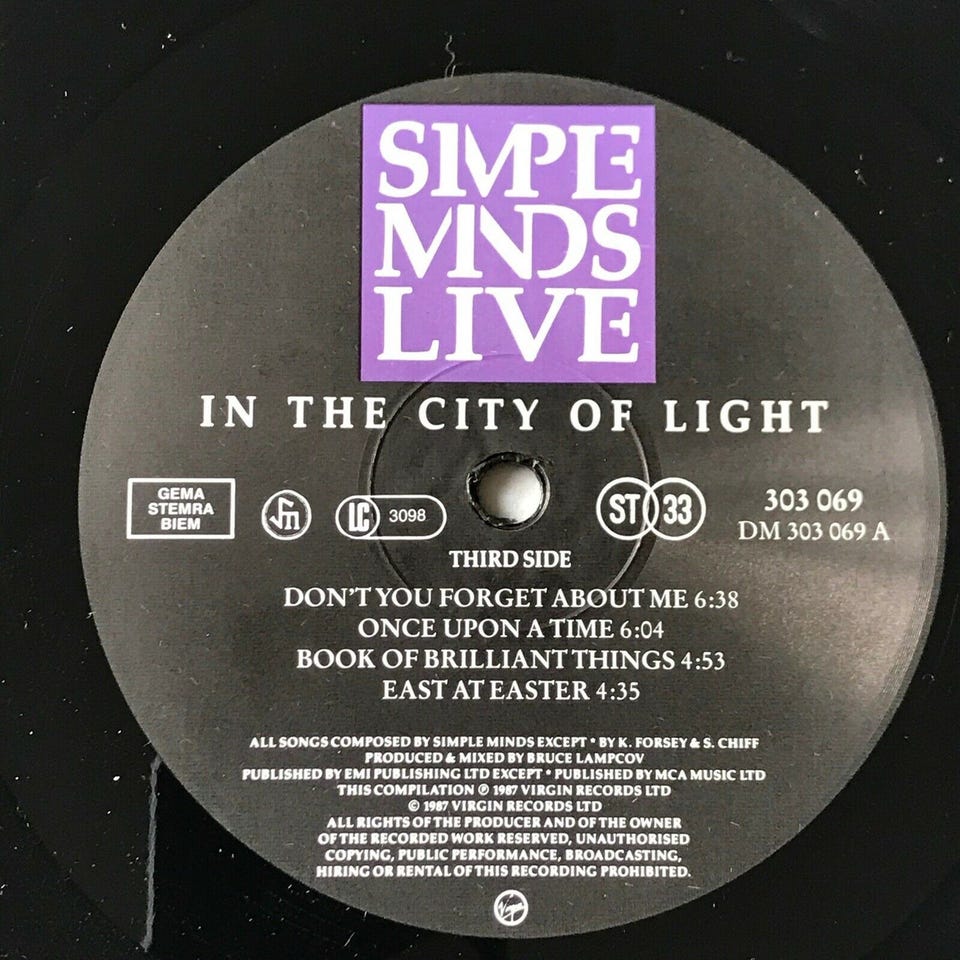 SIMPLE
MINDS
LIVE
IN THE CITY OF LIGHT
GEMA
STEMRA
BIEM
LC 3098
ST 33
303 069
DM 303 069 A
THIRD SIDE
DON'T YOU FORGET ABOUT ME 6:38
ONCE UPON A TIME 6:04
BOOK OF BRILLIANT THINGS 4:53
EAST AT EASTER 4:35
ALL SONGS COMPOSED BY SIMPLE MINDS EXCEPT * BY K. FORSEY & S. CHIFF
PRODUCED & MIXED BY BRUCE LAMPCOV
PUBLISHED BY EMI PUBLISHING LTD EXCEPT * PUBLISHED BY MCA MUSIC LTD
THIS COMPILATION ℗ 1987 VIRGIN RECORDS LTD
© 1987 VIRGIN RECORDS LTD
ALL RIGHTS OF THE PRODUCER AND OF THE OWNER
OF THE RECORDED WORK RESERVED, UNAUTHORISED
COPYING, PUBLIC PERFORMANCE, BROADCASTING,
HIRING OR RENTAL OF THIS RECORDING PROHIBITED.
Virgin